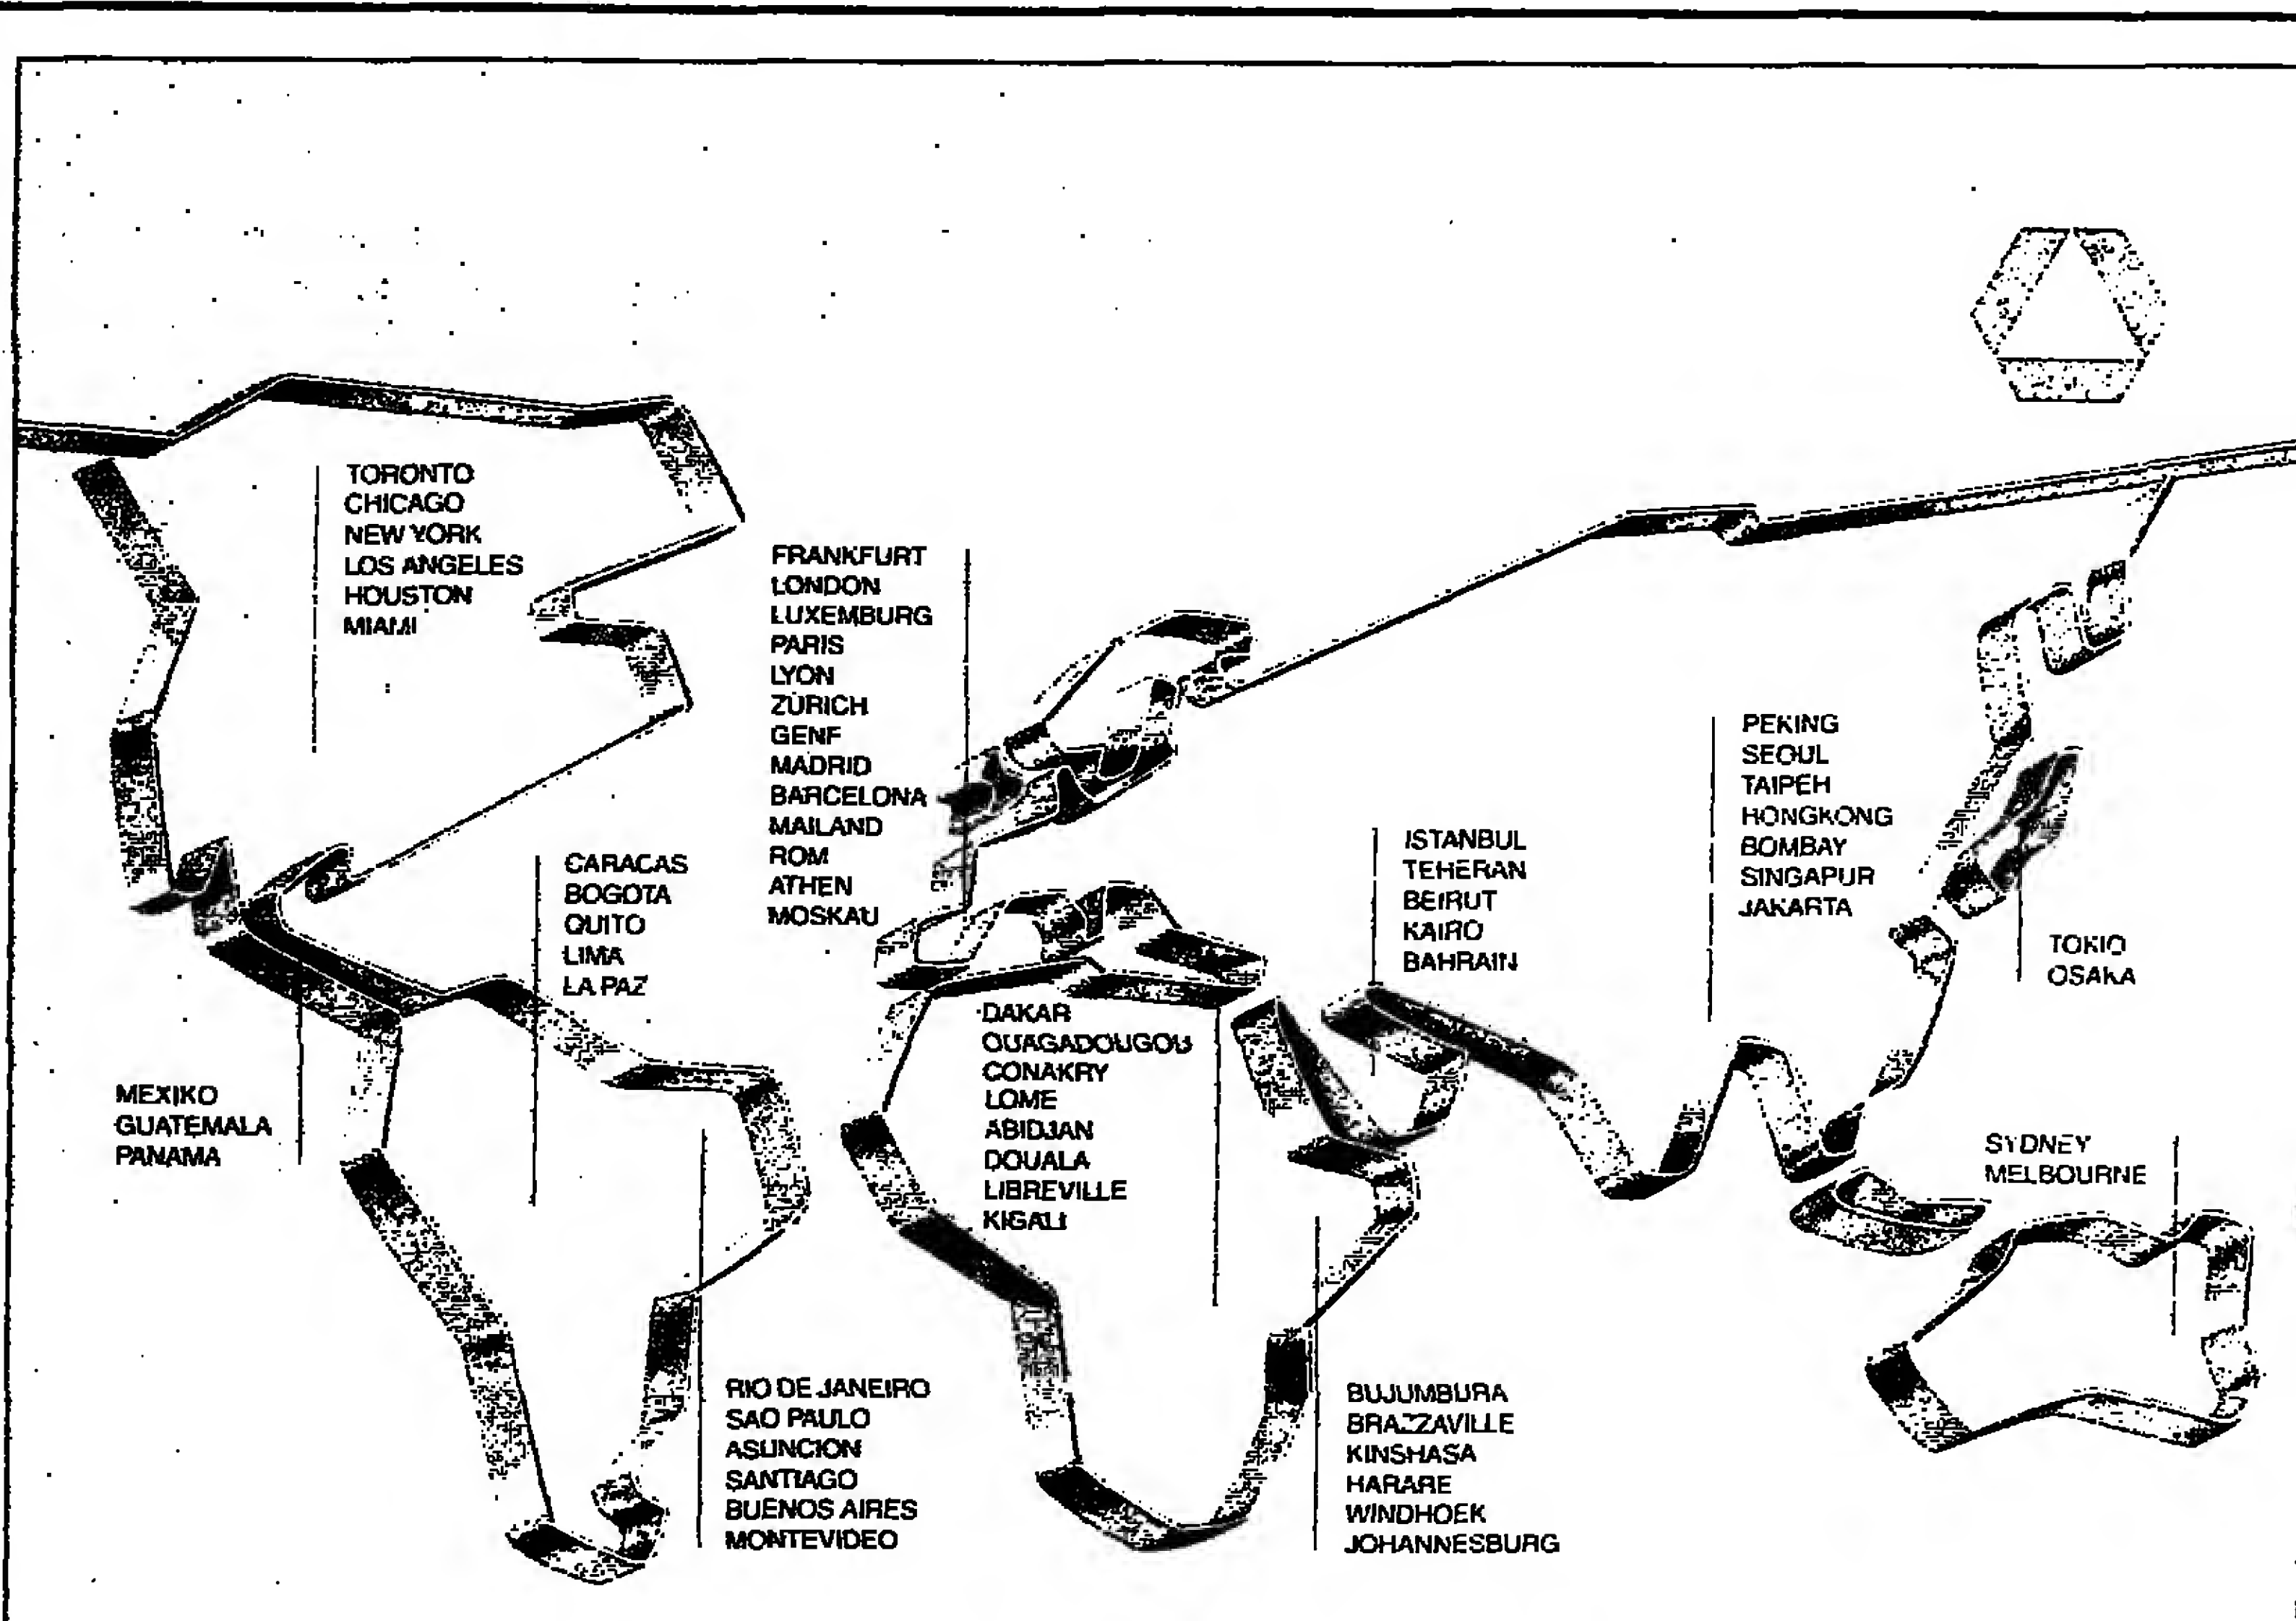 TORONTO
CHICAGO
NEW YORK
LOS ANGELES
HOUSTON
MIAMI
FRANKFURT
LONDON
LUXEMBURG
PARIS
LYON
ZÜRICH
GENF
MADRID
BARCELONA
MAILAND
ROM
ATHEN
MOSKAU
PEKING
SEOUL
TAIPEH
HONGKONG
BOMBAY
SINGAPUR
JAKARTA
CARACAS
BOGOTA
QUITO
LIMA
LA PAZ
ISTANBUL
TEHERAN
BEIRUT
KAIRO
BAHRAIN
TOKIO
OSAKA
DAKAR
OUAGADOUGOU
CONAKRY
LOME
ABIDJAN
DOUALA
LIBREVILLE
KIGALI
MEXIKO
GUATEMALA
PANAMA
SYDNEY
MELBOURNE
RIO DE JANEIRO
SAO PAULO
ASUNCION
SANTIAGO
BUENOS AIRES
MONTEVIDEO
BUJUMBURA
BRAZZAVILLE
KINSHASA
HARARE
WINDHOEK
JOHANNESBURG